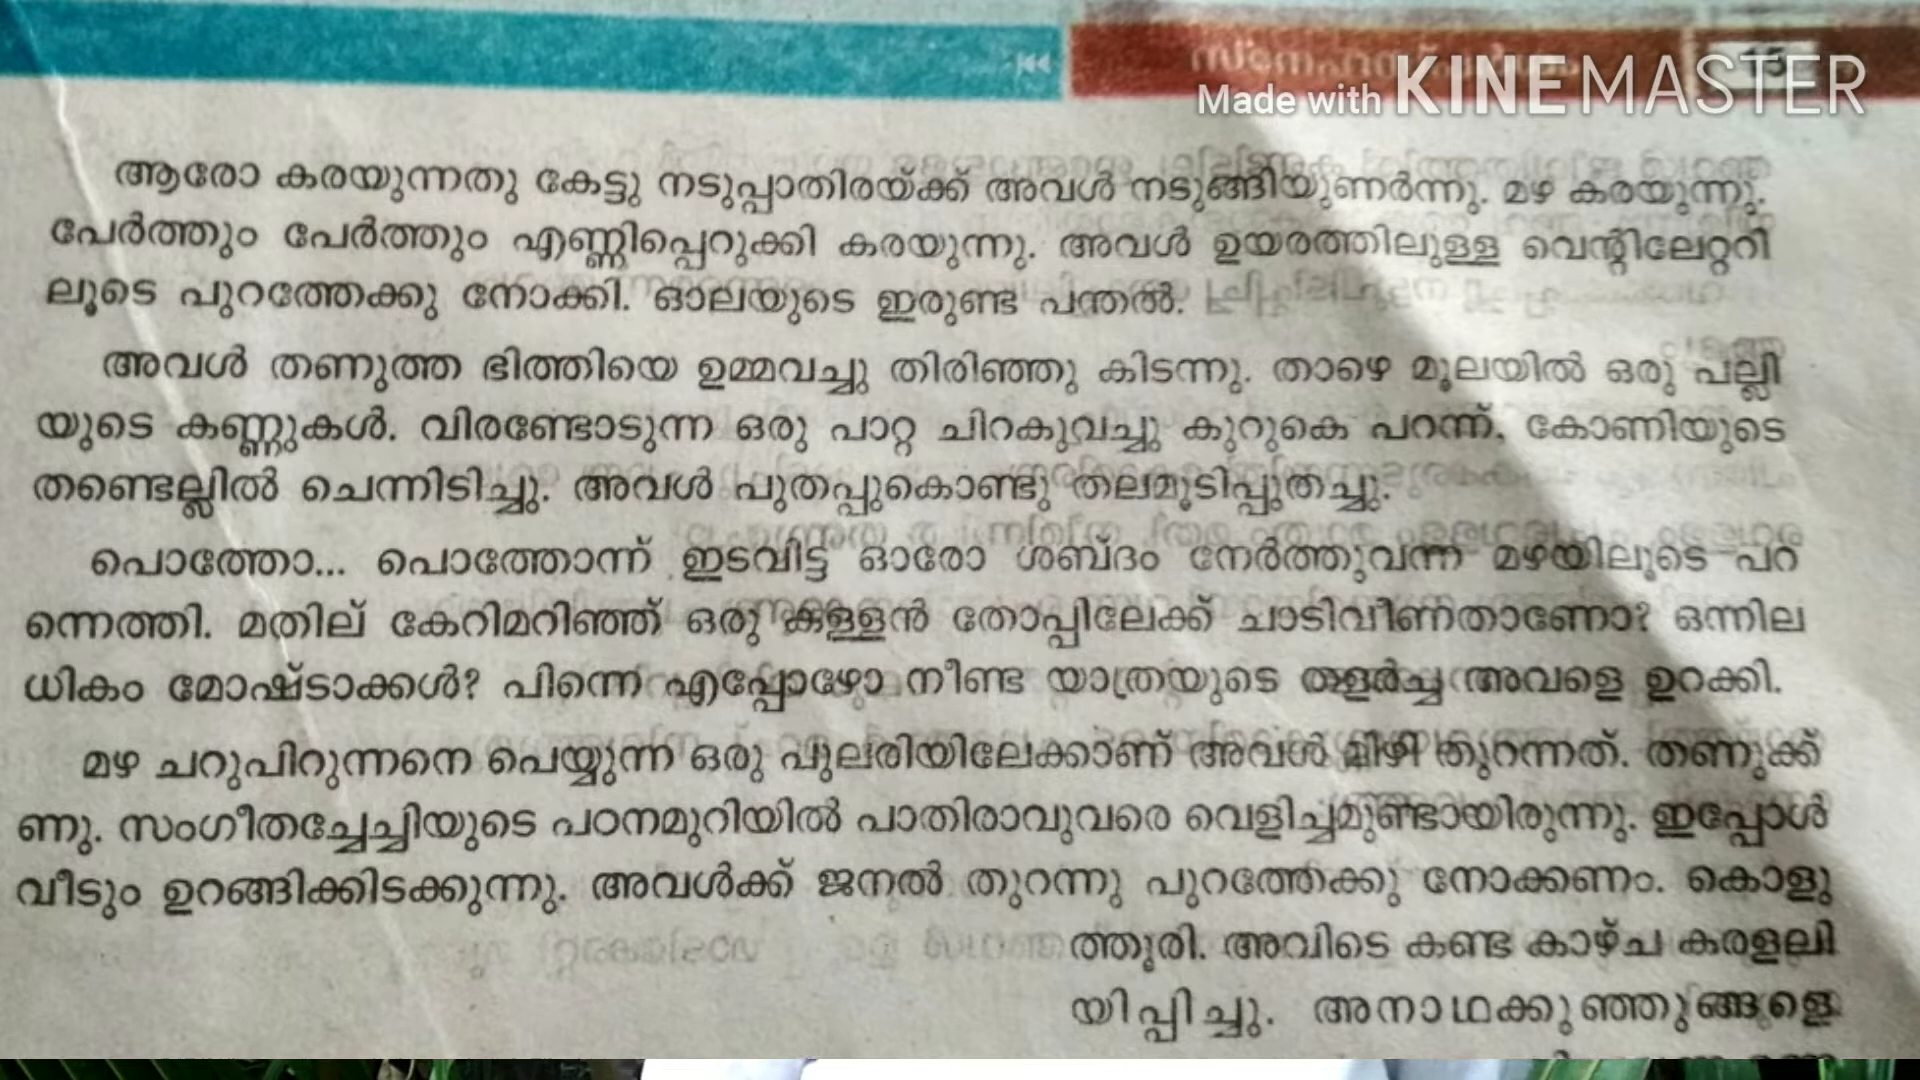 15
Made with KINEMASTER
ആരോ കരയുന്നതു കേട്ടു നടുപ്പാതിരയ്ക്ക് അവൾ നടുങ്ങിയുണർന്നു. മഴ കരയുന്നു.
പേർത്തും പേർത്തും എണ്ണിപ്പെറുക്കി കരയുന്നു. അവൾ ഉയരത്തിലുള്ള വെന്റിലേറ്ററി
ലൂടെ പുറത്തേക്കു നോക്കി. ഓലയുടെ ഇരുണ്ട പന്തൽ.
അവൾ തണുത്ത ഭിത്തിയെ ഉമ്മവച്ചു തിരിഞ്ഞു കിടന്നു. താഴെ മൂലയിൽ ഒരു പല്ലി
യുടെ കണ്ണുകൾ. വിരണ്ടോടുന്ന ഒരു പാറ്റ ചിറകുവച്ചു കുറുകെ പറന്ന്. കോണിയുടെ
തണ്ടെല്ലിൽ ചെന്നിടിച്ചു. അവൾ പുതപ്പുകൊണ്ടു തലമൂടിപ്പുതച്ചു.
പൊത്തോ... പൊത്തോന്ന് ഇടവിട്ട ഓരോ ശബ്ദം നേർത്തുവന്ന മഴയിലൂടെ പറ
ന്നെത്തി. മതില് കേറിമറിഞ്ഞ് ഒരു കള്ളൻ തോപ്പിലേക്ക് ചാടിവീണതാണോ? ഒന്നില
ധികം മോഷ്ടാക്കൾ? പിന്നെ എപ്പോഴോ നീണ്ട യാത്രയുടെ തളർച്ച അവളെ ഉറക്കി.
മഴ ചറുപിറുന്നനെ പെയ്യുന്ന ഒരു പുലരിയിലേക്കാണ് അവൾ മിഴി തുറന്നത്. തണുക്ക്
ണു. സംഗീതച്ചേച്ചിയുടെ പഠനമുറിയിൽ പാതിരാവുവരെ വെളിച്ചമുണ്ടായിരുന്നു. ഇപ്പോൾ
വീടും ഉറങ്ങിക്കിടക്കുന്നു. അവൾക്ക് ജനൽ തുറന്നു പുറത്തേക്കു നോക്കണം. കൊളു
ത്തൂരി. അവിടെ കണ്ട കാഴ്ച കരളലി
യിപ്പിച്ചു. അനാഥക്കുഞ്ഞുങ്ങളെ